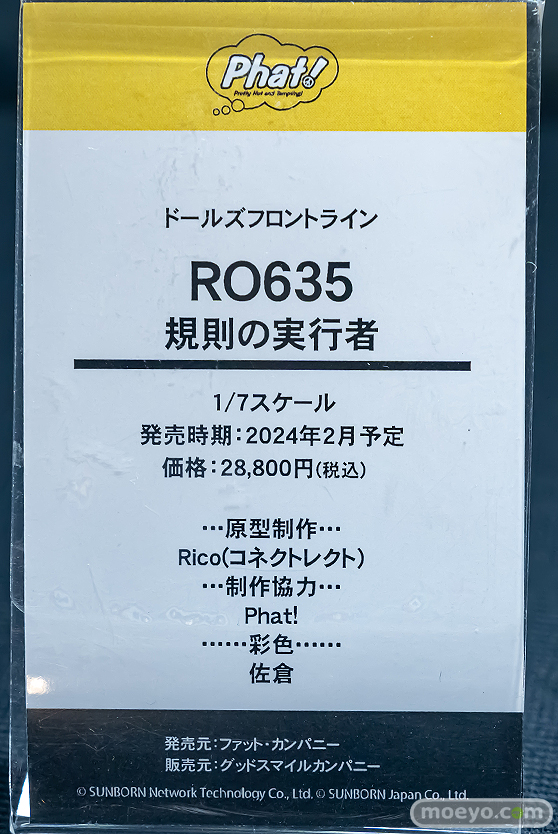 Phat!
Pretty Hot and Tempting!
ドールズフロントライン
RO635
規則の実行者
1/7スケール
発売時期：2024年2月予定
価格：28,800円(税込)
…原型制作…
Rico(コネクトレクト)
…制作協力…
Phat!
……彩色……
佐倉
発売元：ファット・カンパニー
販売元：グッドスマイルカンパニー
© SUNBORN Network Technology Co., Ltd. © SUNBORN Japan Co., Ltd.
moeyo.com